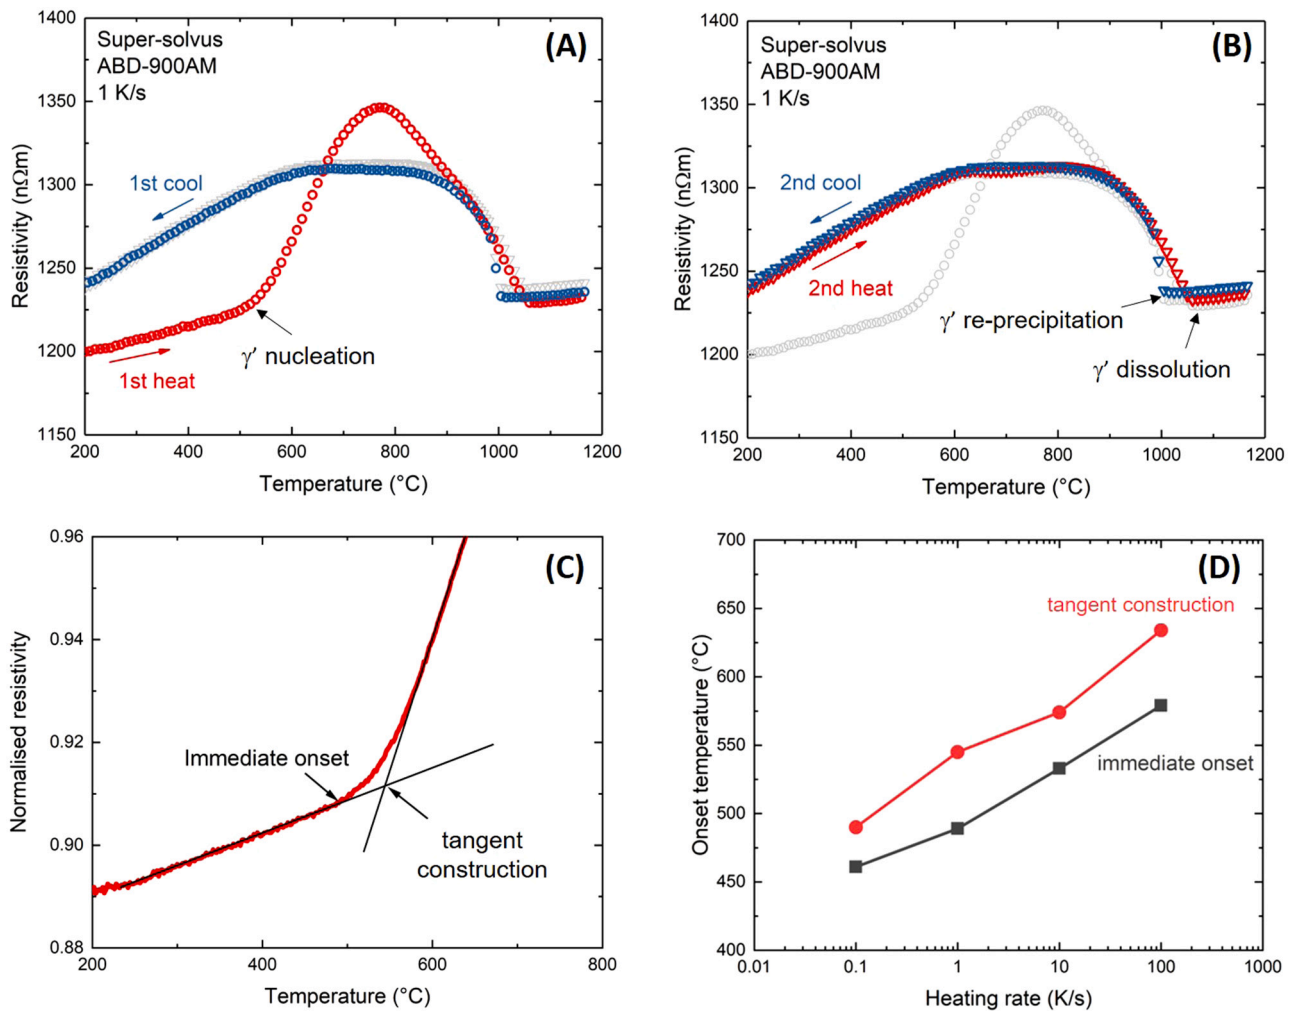 (A)
Super-solvus
ABD-900AM
1 K/s
1400
1350
1300
1250
1200
1150
Resistivity (nΩm)
1st cool
γ' nucleation
1st heat
200 400 600 800 1000 1200
Temperature (°C)
(B)
Super-solvus
ABD-900AM
1 K/s
1400
1350
1300
1250
1200
1150
Resistivity (nΩm)
2nd cool
2nd heat
γ' re-precipitation
γ' dissolution
200 400 600 800 1000 1200
Temperature (°C)
(C)
0.96
0.94
0.92
0.90
0.88
Normalised resistivity
Immediate onset
tangent
construction
200 400 600 800
Temperature (°C)
(D)
700
650
600
550
500
450
400
Onset temperature (°C)
tangent construction
immediate onset
0.01 0.1 1 10 100 1000
Heating rate (K/s)